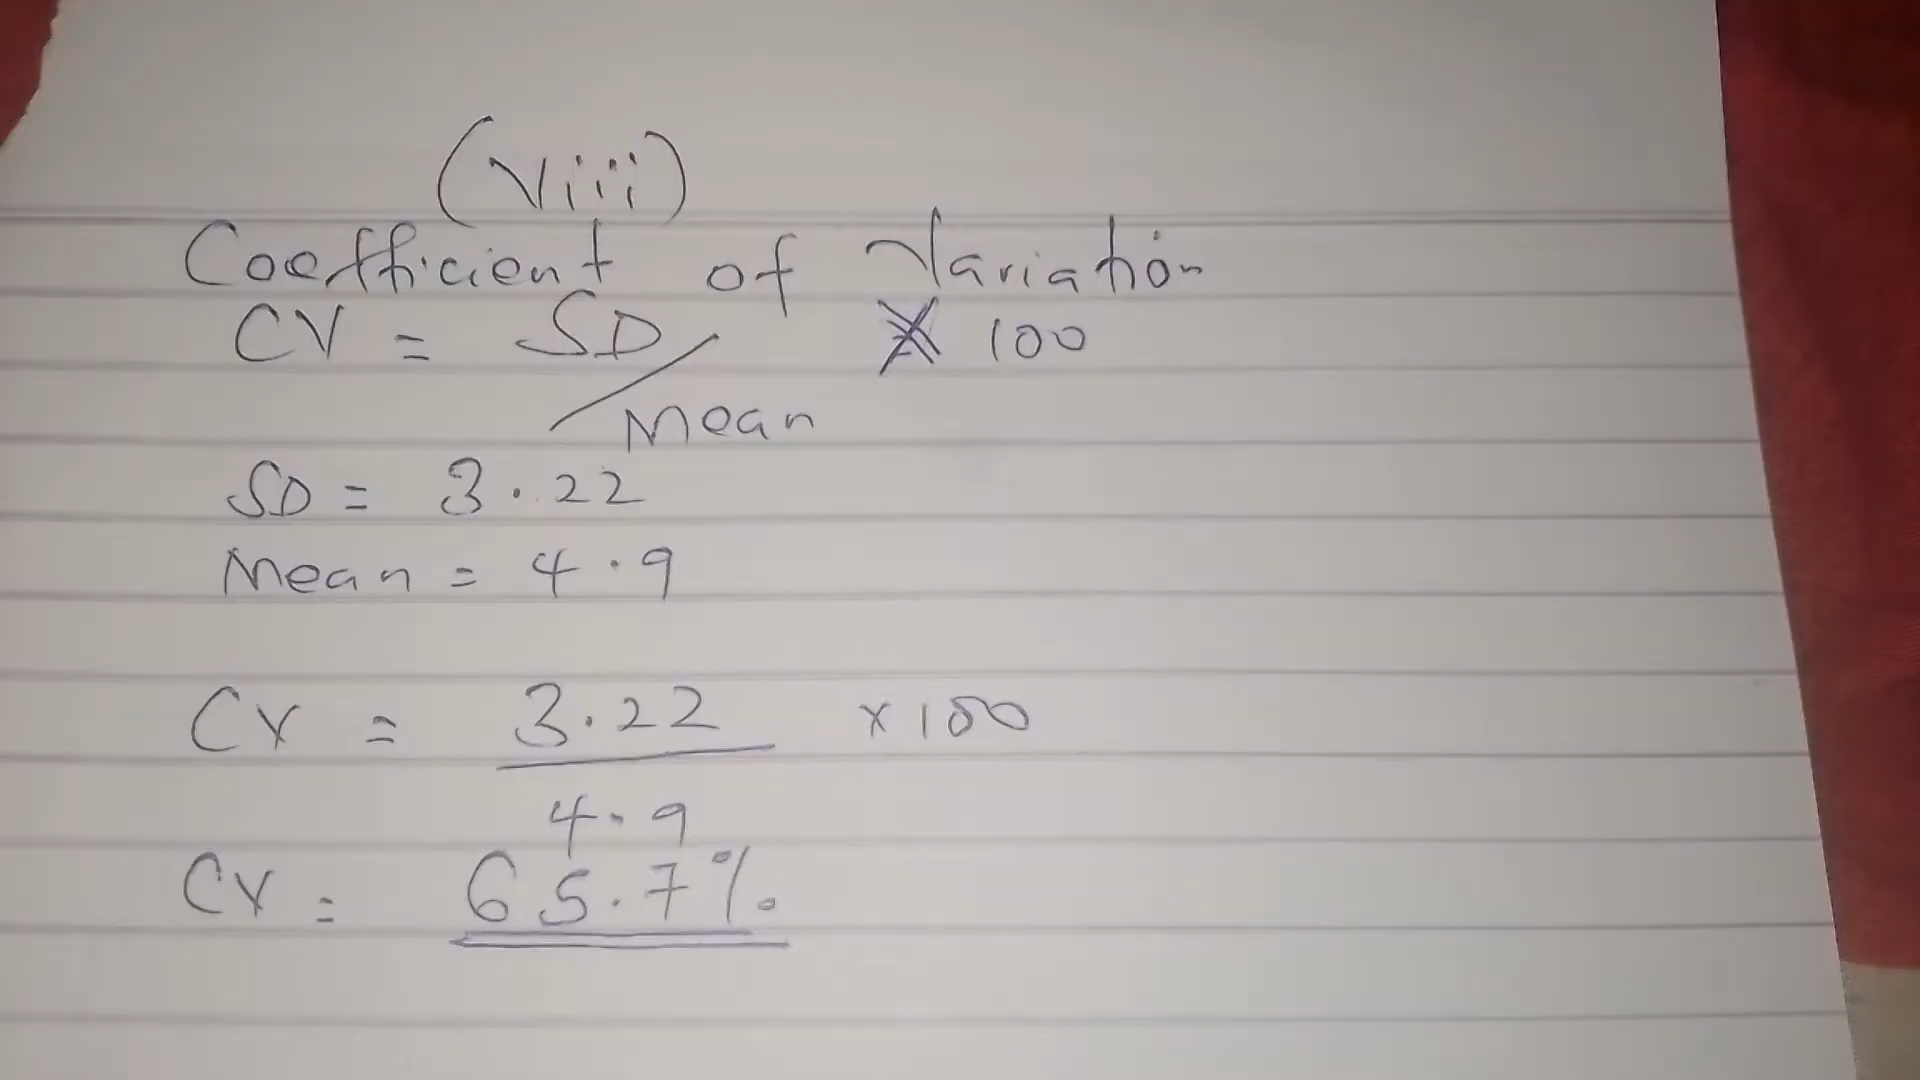 (Viii)
Coefficient of Variation
CV = SD/Mean X 100
SD = 3.22
Mean = 4.9
CV = 3.22/4.9 x 100
CV = 65.7%